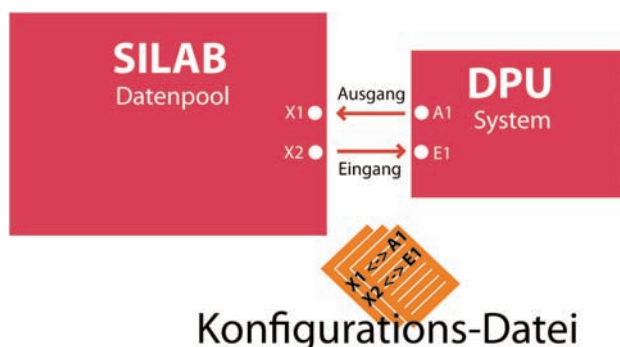 SILAB
Datenpool
X1
X2
Ausgang
Eingang
DPU
System
A1
E1
X1 <-> A1
X2 <-> E1
Konfigurations-Datei